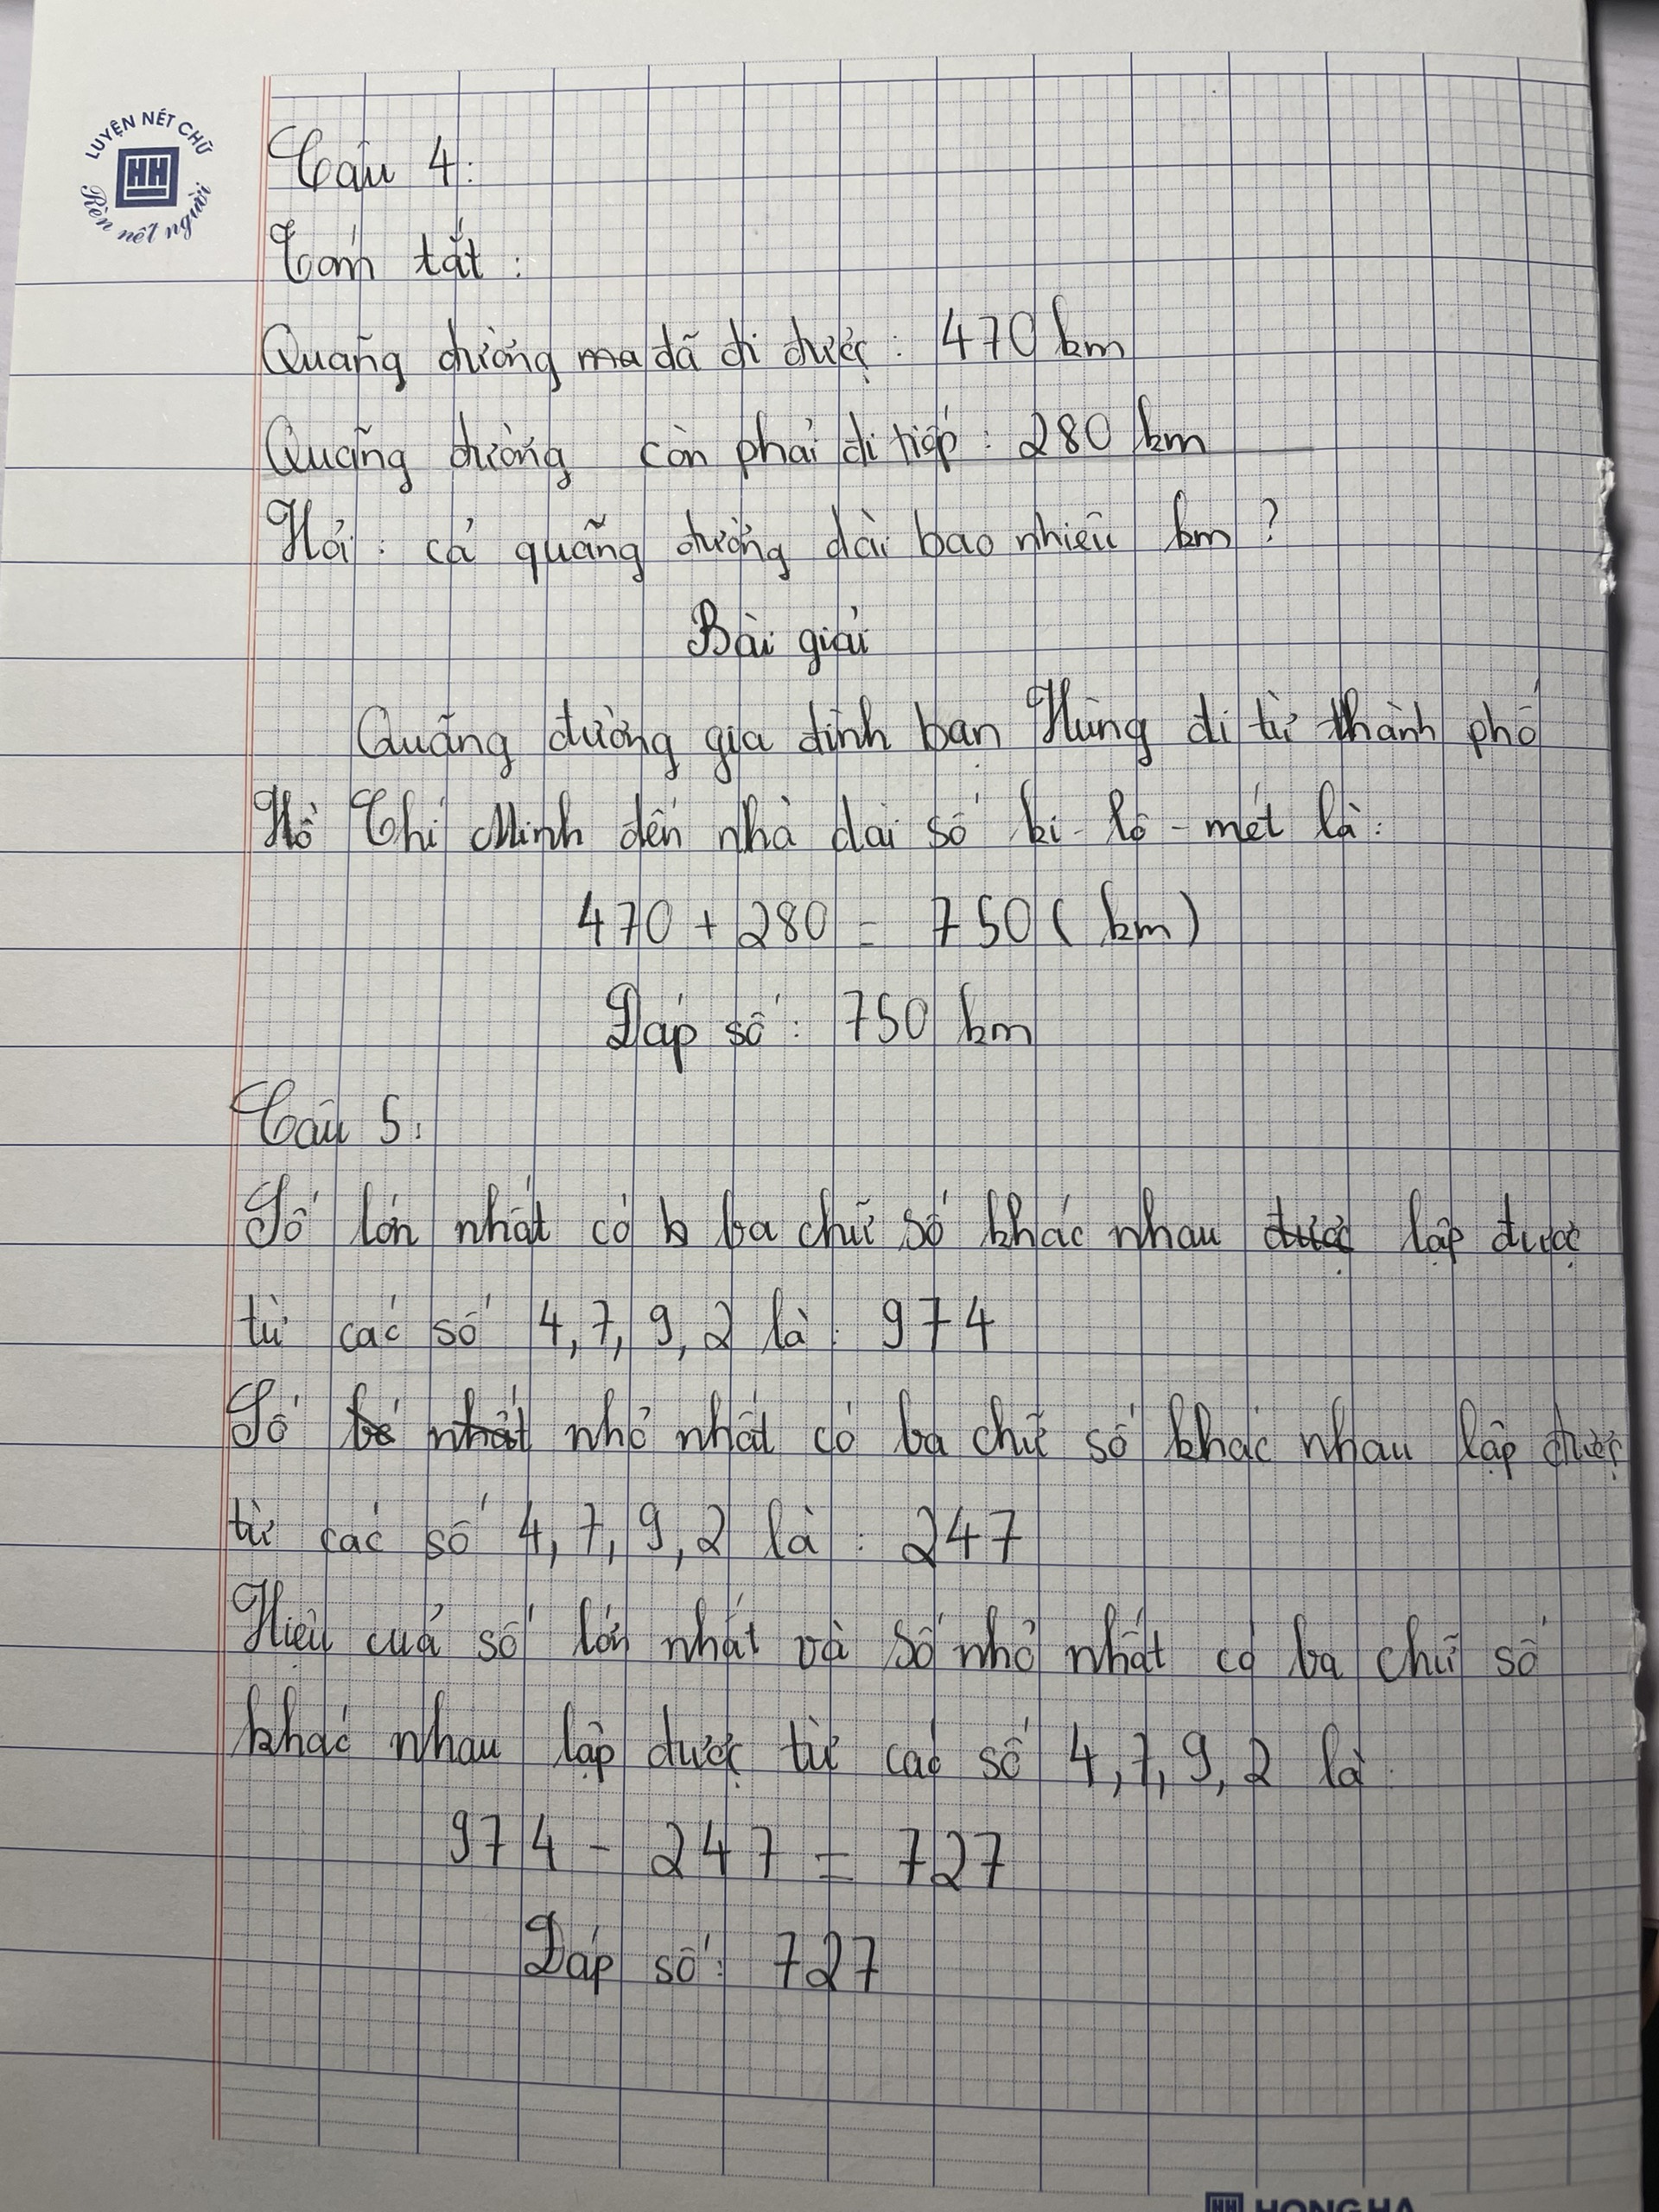 LUYỆN NÉT CHỮ
HH
Rèn nết người
Câu 4:
Tóm tắt :
Quãng đường mà đã đi được : 470 km
Quãng đường còn phải đi tiếp : 280 km
Hỏi : cả quãng đường dài bao nhiêu km ?
Bài giải
Quãng đường gia đình bạn Hùng đi từ thành phố
Hồ Chí Minh đến nhà dài số ki-lô-mét là:
470 + 280 = 750 ( km )
Đáp số : 750 km
Câu 5:
Số lớn nhất có b ba chữ số khác nhau được lập được
từ các số 4, 7, 9, 2 là : 974
Số bé nhất nhỏ nhất có ba chữ số khác nhau lập được
từ các số 4, 7, 9, 2 là : 247
Hiệu của số lớn nhất và số nhỏ nhất có ba chữ số
khác nhau lập được từ các số 4, 7, 9, 2 là :
974 - 247 = 727
Đáp số : 727
HH HONG HA